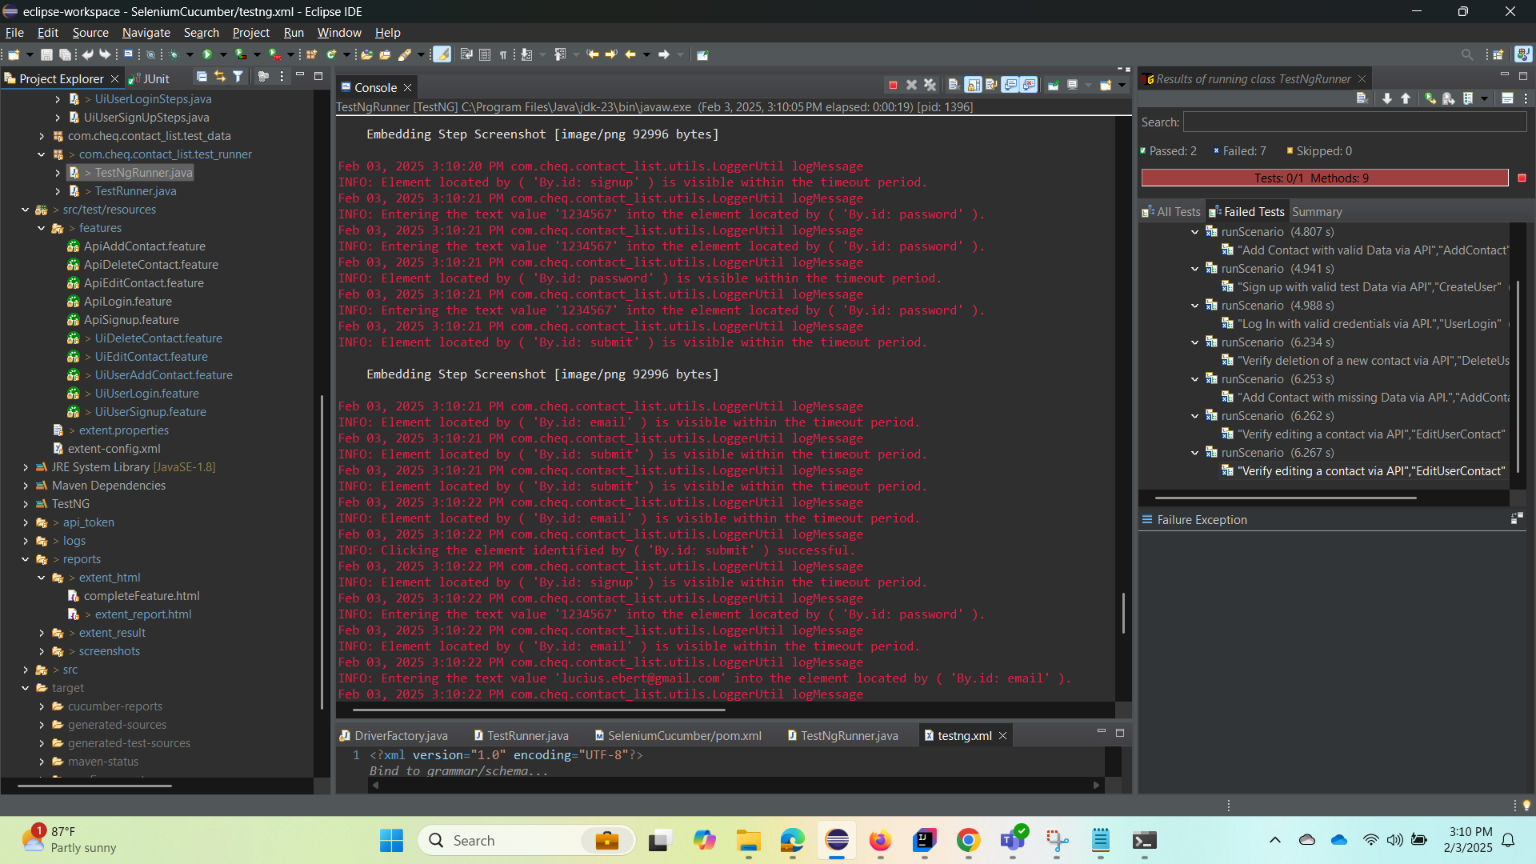 eclipse-workspace - SeleniumCucumber/testng.xml - Eclipse IDE
File Edit Source Navigate Search Project Run Window Help
Project Explorer
JUnit
> UiUserLoginSteps.java
UiUserSignUpSteps.java
com.cheq.contact_list.test_data
> com.cheq.contact_list.test_runner
> TestNgRunner.java
> TestRunner.java
> src/test/resources
> features
ApiAddContact.feature
ApiDeleteContact.feature
ApiEditContact.feature
ApiLogin.feature
ApiSignup.feature
> UiDeleteContact.feature
> UiEditContact.feature
> UiUserAddContact.feature
> UiUserLogin.feature
> UiUserSignup.feature
> extent.properties
extent-config.xml
JRE System Library [JavaSE-1.8]
Maven Dependencies
TestNG
> api_token
> logs
> reports
> extent_html
completeFeature.html
> extent_report.html
> extent_result
> screenshots
> src
target
cucumber-reports
generated-sources
generated-test-sources
maven-status
Console
TestNgRunner [TestNG] C:\Program Files\Java\jdk-23\bin\javaw.exe (Feb 3, 2025, 3:10:05 PM elapsed: 0:00:19) [pid: 1396]
Embedding Step Screenshot [image/png 92996 bytes]
Feb 03, 2025 3:10:20 PM com.cheq.contact_list.utils.LoggerUtil logMessage
INFO: Element located by ( 'By.id: signup' ) is visible within the timeout period.
Feb 03, 2025 3:10:21 PM com.cheq.contact_list.utils.LoggerUtil logMessage
INFO: Entering the text value '1234567' into the element located by ( 'By.id: password' ).
Feb 03, 2025 3:10:21 PM com.cheq.contact_list.utils.LoggerUtil logMessage
INFO: Entering the text value '1234567' into the element located by ( 'By.id: password' ).
Feb 03, 2025 3:10:21 PM com.cheq.contact_list.utils.LoggerUtil logMessage
INFO: Element located by ( 'By.id: password' ) is visible within the timeout period.
Feb 03, 2025 3:10:21 PM com.cheq.contact_list.utils.LoggerUtil logMessage
INFO: Entering the text value '1234567' into the element located by ( 'By.id: password' ).
Feb 03, 2025 3:10:21 PM com.cheq.contact_list.utils.LoggerUtil logMessage
INFO: Element located by ( 'By.id: submit' ) is visible within the timeout period.
Embedding Step Screenshot [image/png 92996 bytes]
Feb 03, 2025 3:10:21 PM com.cheq.contact_list.utils.LoggerUtil logMessage
INFO: Element located by ( 'By.id: email' ) is visible within the timeout period.
Feb 03, 2025 3:10:21 PM com.cheq.contact_list.utils.LoggerUtil logMessage
INFO: Element located by ( 'By.id: submit' ) is visible within the timeout period.
Feb 03, 2025 3:10:21 PM com.cheq.contact_list.utils.LoggerUtil logMessage
INFO: Element located by ( 'By.id: submit' ) is visible within the timeout period.
Feb 03, 2025 3:10:22 PM com.cheq.contact_list.utils.LoggerUtil logMessage
INFO: Element located by ( 'By.id: email' ) is visible within the timeout period.
Feb 03, 2025 3:10:22 PM com.cheq.contact_list.utils.LoggerUtil logMessage
INFO: Clicking the element identified by ( 'By.id: submit' ) successful.
Feb 03, 2025 3:10:22 PM com.cheq.contact_list.utils.LoggerUtil logMessage
INFO: Element located by ( 'By.id: signup' ) is visible within the timeout period.
Feb 03, 2025 3:10:22 PM com.cheq.contact_list.utils.LoggerUtil logMessage
INFO: Entering the text value '1234567' into the element located by ( 'By.id: password' ).
Feb 03, 2025 3:10:22 PM com.cheq.contact_list.utils.LoggerUtil logMessage
INFO: Element located by ( 'By.id: email' ) is visible within the timeout period.
Feb 03, 2025 3:10:22 PM com.cheq.contact_list.utils.LoggerUtil logMessage
INFO: Entering the text value 'lucius.ebert@gmail.com' into the element located by ( 'By.id: email' ).
Feb 03, 2025 3:10:22 PM com.cheq.contact_list.utils.LoggerUtil logMessage
DriverFactory.java
TestRunner.java
SeleniumCucumber/pom.xml
TestNgRunner.java
testng.xml
1 <?xml version="1.0" encoding="UTF-8"?>
Bind to grammar/schema...
Results of running class TestNgRunner
Search:
Passed: 2 Failed: 7 Skipped: 0
Tests: 0/1 Methods: 9
All Tests Failed Tests Summary
runScenario (4.807 s)
"Add Contact with valid Data via API","AddContact"
runScenario (4.941 s)
"Sign up with valid test Data via API","CreateUser"
runScenario (4.988 s)
"Log In with valid credentials via API.","UserLogin"
runScenario (6.234 s)
"Verify deletion of a new contact via API","DeleteUs
runScenario (6.253 s)
"Add Contact with missing Data via API.","AddConta
runScenario (6.262 s)
"Verify editing a contact via API","EditUserContact"
runScenario (6.267 s)
"Verify editing a contact via API","EditUserContact"
Failure Exception
1
87°F
Partly sunny
Search
3:10 PM
2/3/2025